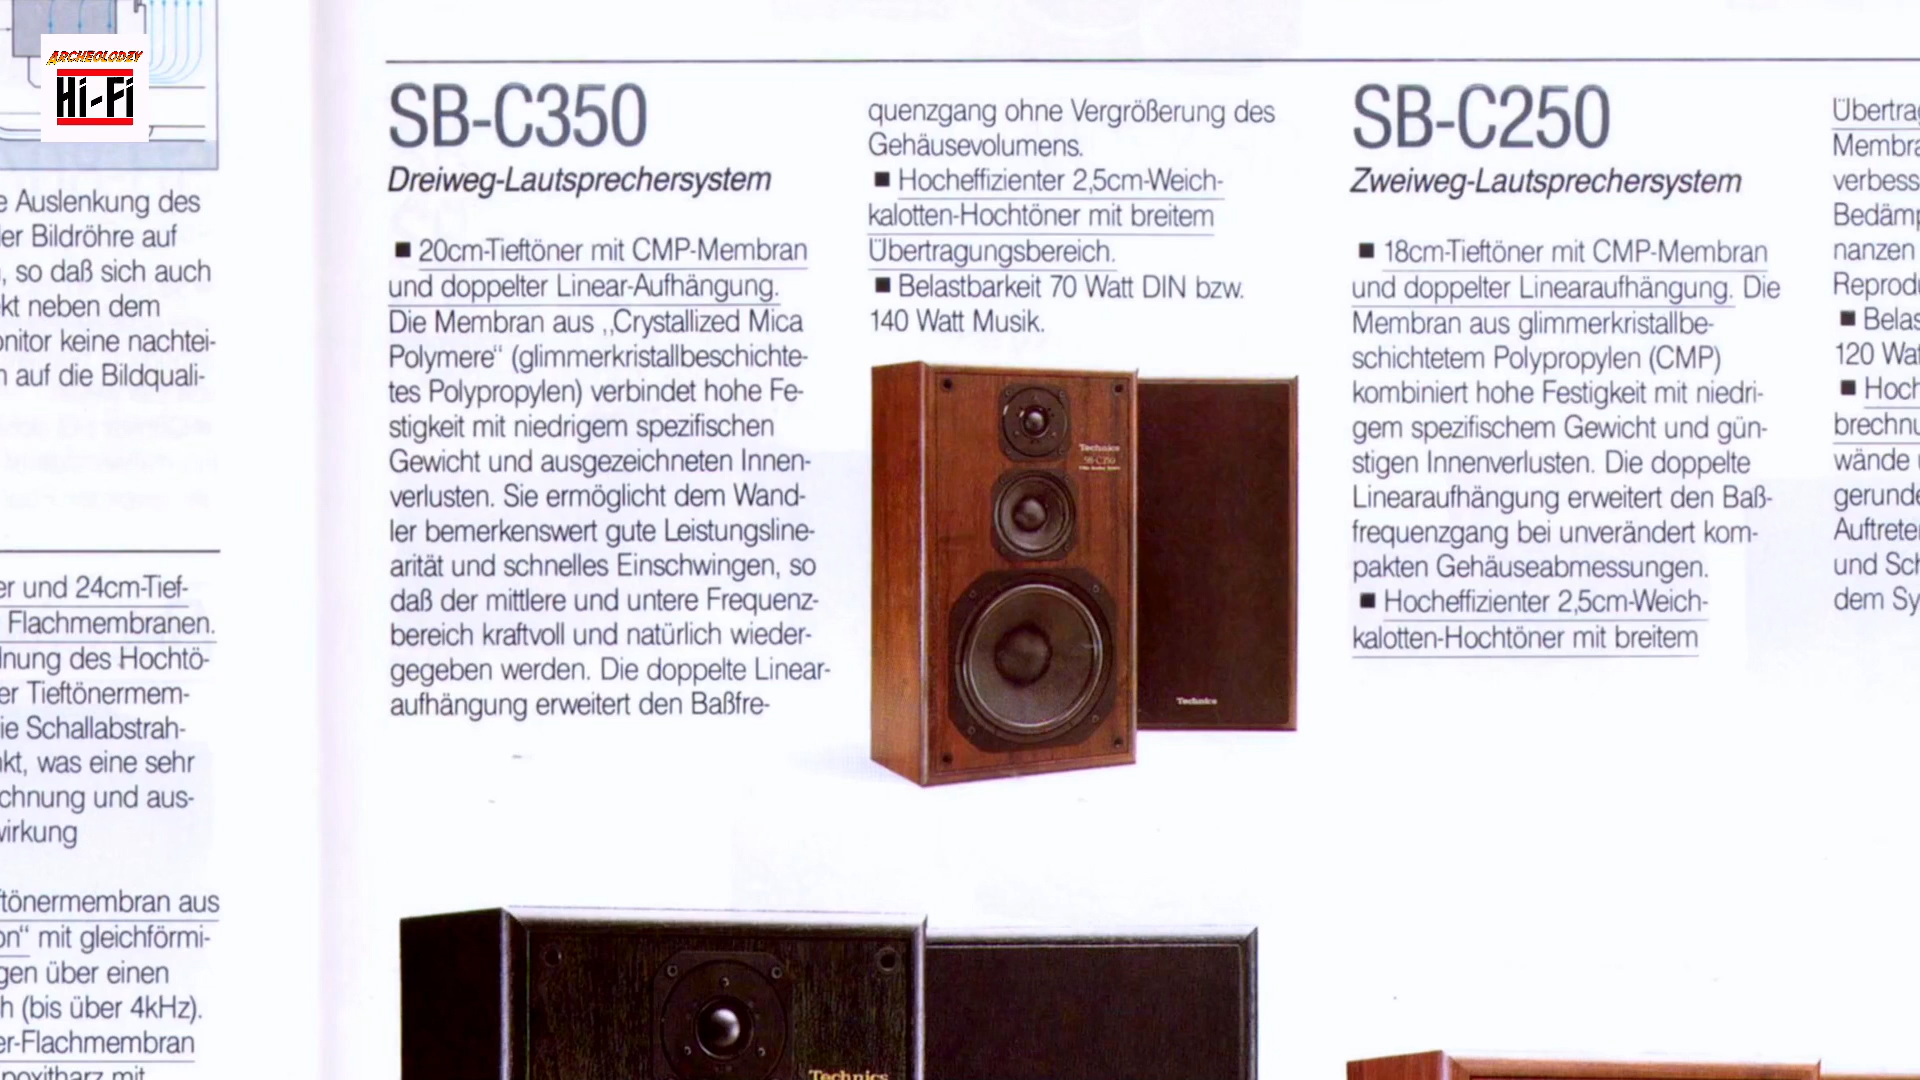 ARCHEOLODZY
Hi-Fi
e Auslenkung des
er Bildröhre auf
, so daß sich auch
kt neben dem
onitor keine nachtei-
n auf die Bildquali-
er und 24cm-Tief-
Flachmembranen.
nung des Hochtö-
er Tieftönermem-
ie Schallabstrah-
kt, was eine sehr
chnung und aus-
virkung
tönermembran aus
on" mit gleichförmi-
gen über einen
h (bis über 4kHz).
er-Flachmembran
poxitharz mit
SB-C350
Dreiweg-Lautsprechersystem
■ 20cm-Tieftöner mit CMP-Membran
und doppelter Linear-Aufhängung.
Die Membran aus „Crystallized Mica
Polymere" (glimmerkristallbeschichte-
tes Polypropylen) verbindet hohe Fe-
stigkeit mit niedrigem spezifischen
Gewicht und ausgezeichneten Innen-
verlusten. Sie ermöglicht dem Wand-
ler bemerkenswert gute Leistungsline-
arität und schnelles Einschwingen, so
daß der mittlere und untere Frequenz-
bereich kraftvoll und natürlich wieder-
gegeben werden. Die doppelte Linear-
aufhängung erweitert den Baßfre-
quenzgang ohne Vergrößerung des
Gehäusevolumens.
■ Hocheffizienter 2,5cm-Weich-
kalotten-Hochtöner mit breitem
Übertragungsbereich.
■ Belastbarkeit 70 Watt DIN bzw.
140 Watt Musik.
Technics
Technics
Technics
SB-C250
Zweiweg-Lautsprechersystem
■ 18cm-Tieftöner mit CMP-Membran
und doppelter Linearaufhängung. Die
Membran aus glimmerkristallbe-
schichtetem Polypropylen (CMP)
kombiniert hohe Festigkeit mit niedri-
gem spezifischem Gewicht und gün-
stigen Innenverlusten. Die doppelte
Linearaufhängung erweitert den Baß-
frequenzgang bei unverändert kom-
pakten Gehäuseabmessungen.
■ Hocheffizienter 2,5cm-Weich-
kalotten-Hochtöner mit breitem
Übertrag
Membra
verbess
Bedämp
nanzen
Reprodu
■ Belas
120 Wat
■ Hoch
brechnu
wände u
gerunde
Auftrete
und Sch
dem Sy